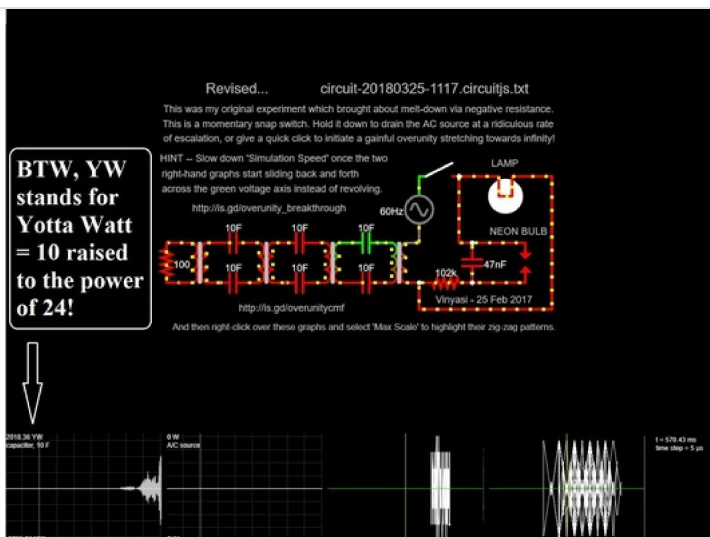 Revised... circuit-20180325-1117.circuitjs.txt
This was my original experiment which brought about melt-down via negative resistance.
This is a momentary snap switch. Hold it down to drain the AC source at a ridiculous rate
of escalation, or give a quick click to initiate a gainful overunity stretching towards infinity!
HINT -- Slow down 'Simulation Speed' once the two
right-hand graphs start sliding back and forth
across the green voltage axis instead of revolving.
http://is.gd/overunity_breakthrough
BTW, YW
stands for
Yotta Watt
= 10 raised
to the power
of 24!
LAMP
60Hz
NEON BULB
10F 10F 10F
100
10F 10F 10F
102k
47nF
Vinyasi - 25 Feb 2017
http://is.gd/overunitycmf
And then right-click over these graphs and select 'Max Scale' to highlight their zig-zag patterns.
2018.36 YW
capacitor, 10 F
0 W
A/C source
t = 570.43 ms
time step = 5 µs